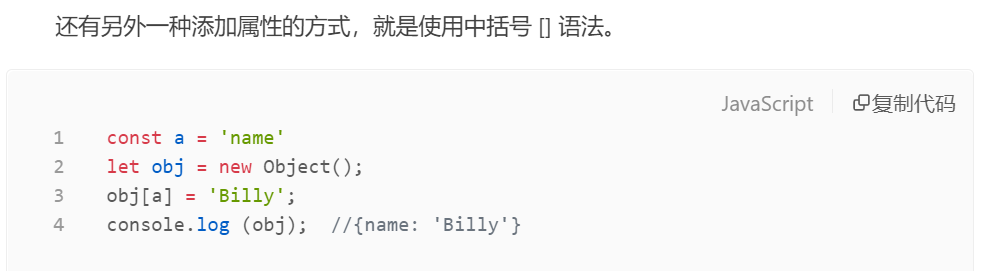 还有另外一种添加属性的方式，就是使用中括号 [] 语法。
JavaScript 复制代码
1 const a = 'name'
2 let obj = new Object();
3 obj[a] = 'Billy';
4 console.log (obj);  //{name: 'Billy'}